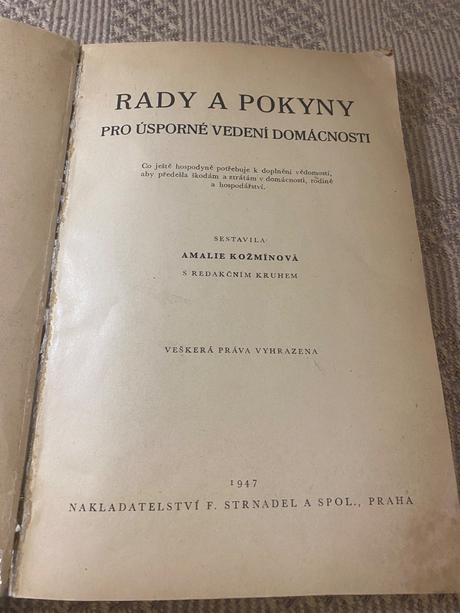 RADY A POKYNY
PRO ÚSPORNÉ VEDENÍ DOMÁCNOSTI
Co ještě hospodyně potřebuje k doplnění vědomostí,
aby předešla škodám a ztrátám v domácnosti, rodině
a hospodářství.
SESTAVILA
AMALIE KOŽMÍNOVÁ
S REDAKČNÍM KRUHEM
VEŠKERÁ PRÁVA VYHRAZENA
1947
NAKLADATELSTVÍ F. STRNADEL A SPOL., PRAHA